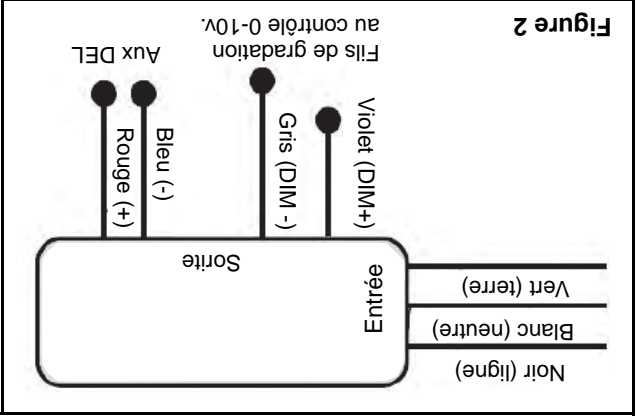 Noir (ligne)
Blanc (neutre)
Vert (terre)
Entrée
Sorite
Violet (DIM+)
Gris (DIM -)
Bleu (-)
Rouge (+)
Fils de gradation
au contrôle 0-10v.
Aux DEL
Figure 2